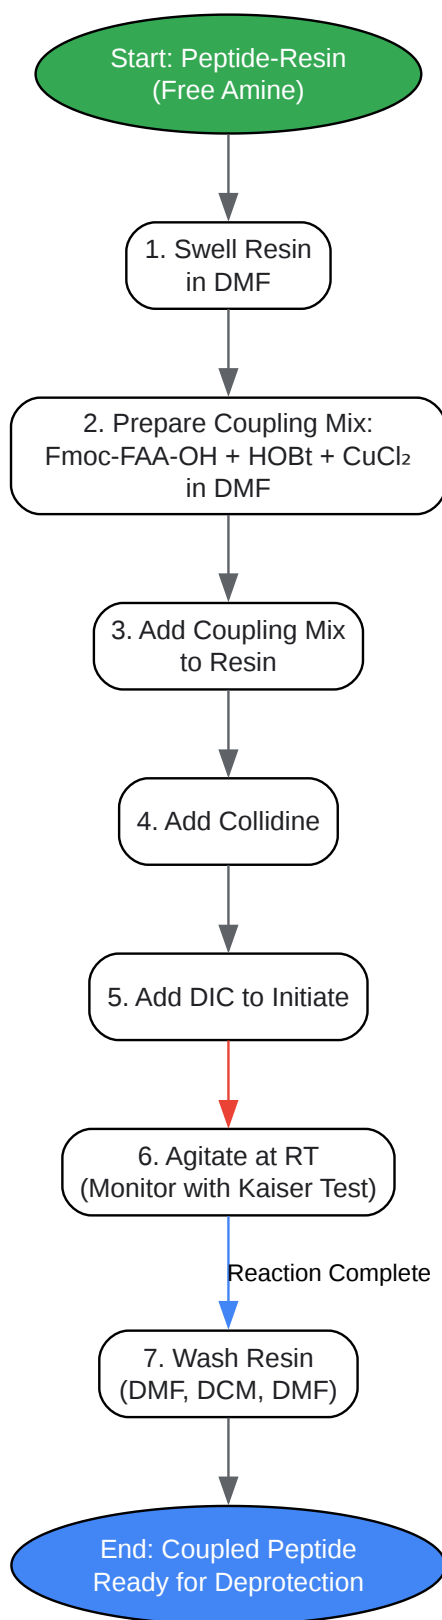 Start: Peptide-Resin
(Free Amine)
1. Swell Resin
in DMF
2. Prepare Coupling Mix:
Fmoc-FAA-OH + HOBt + CuCl₂
in DMF
3. Add Coupling Mix
to Resin
4. Add Collidine
5. Add DIC to Initiate
6. Agitate at RT
(Monitor with Kaiser Test)
Reaction Complete
7. Wash Resin
(DMF, DCM, DMF)
End: Coupled Peptide
Ready for Deprotection